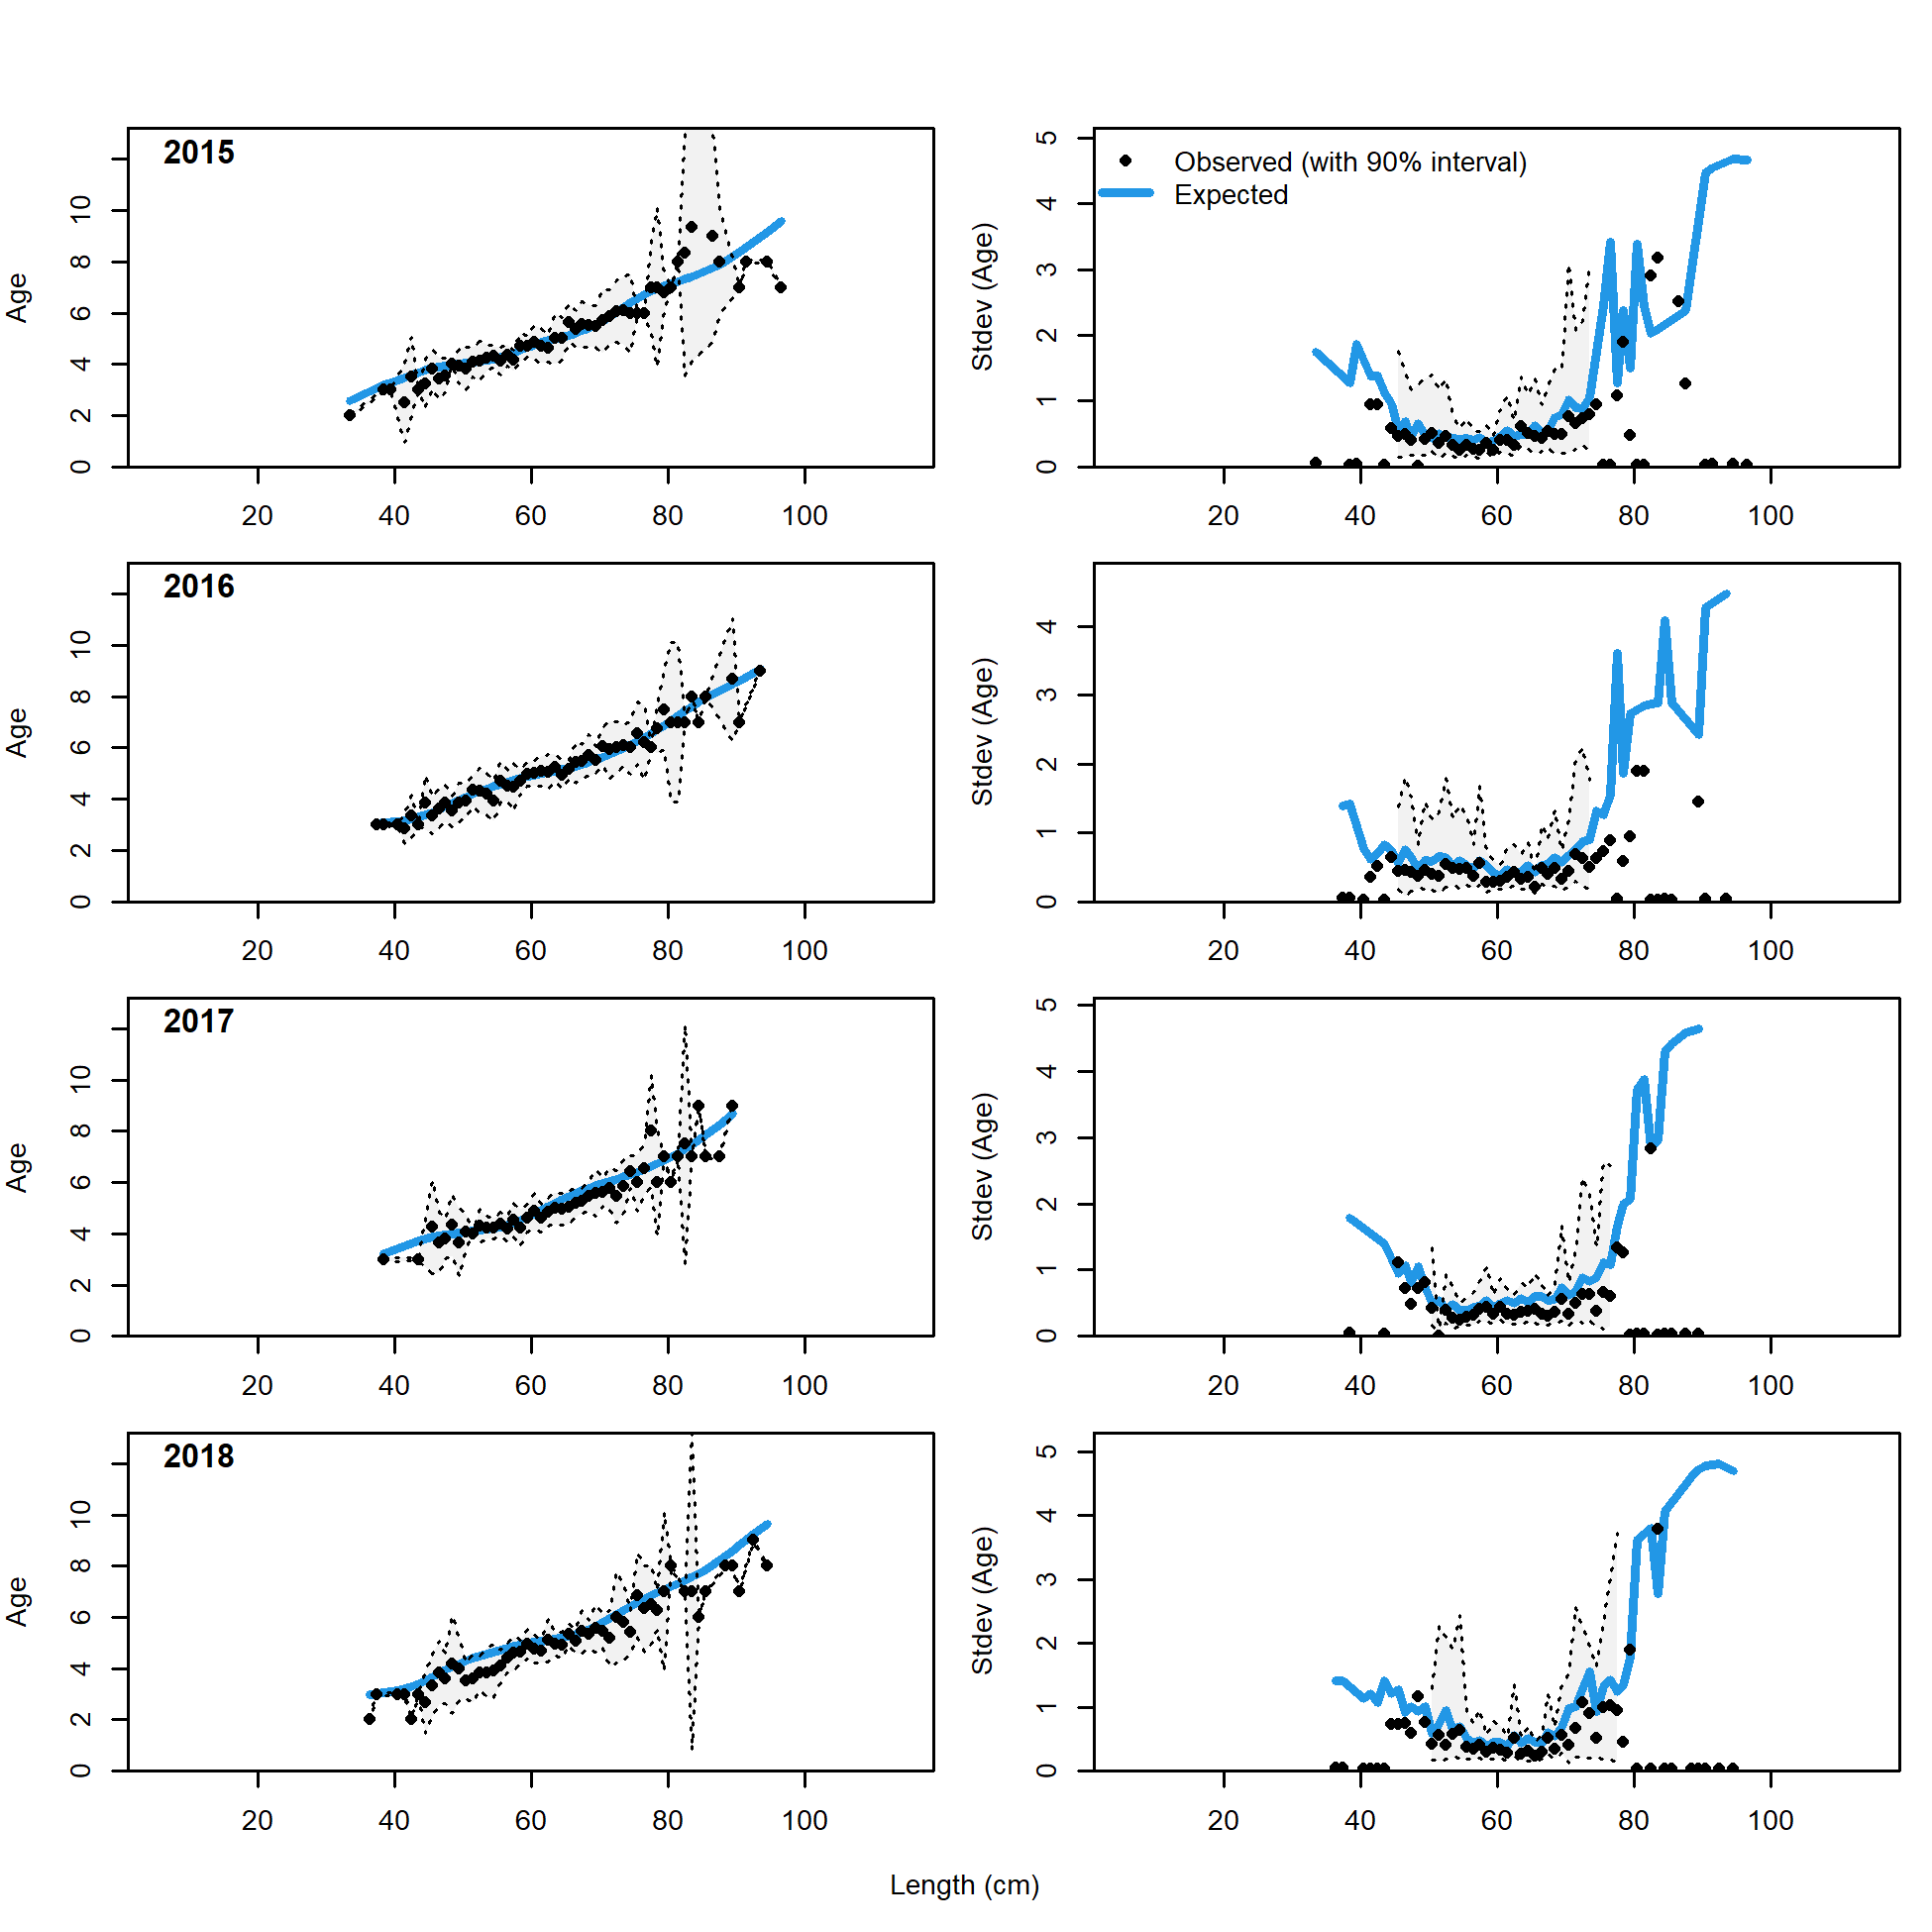 2015
Age
0 2 4 6 8 10
20 40 60 80 100
Observed (with 90% interval)
Expected
Stdev (Age)
0 1 2 3 4 5
20 40 60 80 100
2016
Age
0 2 4 6 8 10
20 40 60 80 100
Stdev (Age)
0 1 2 3 4
20 40 60 80 100
2017
Age
0 2 4 6 8 10
20 40 60 80 100
Stdev (Age)
0 1 2 3 4 5
20 40 60 80 100
2018
Age
0 2 4 6 8 10
20 40 60 80 100
Stdev (Age)
0 1 2 3 4 5
20 40 60 80 100
Length (cm)